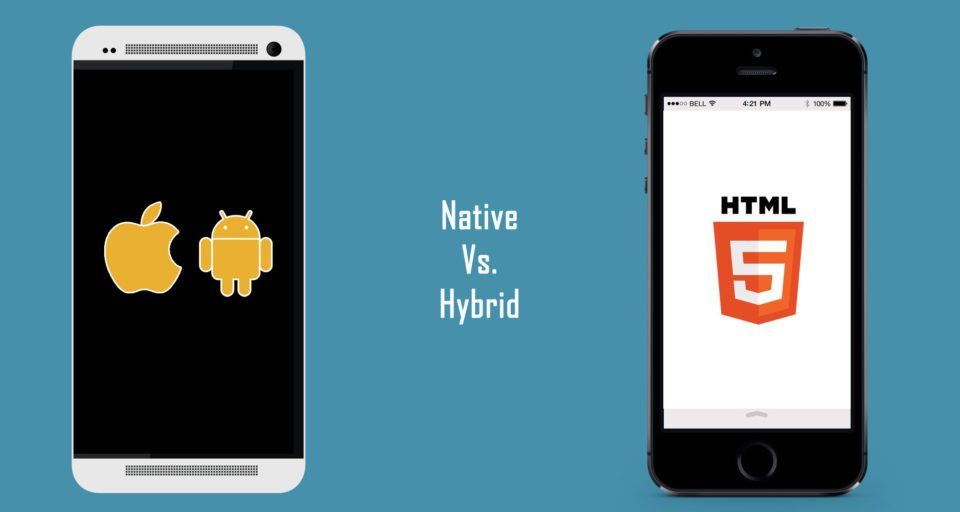 ●●●○○ BELL 4:21 PM 100%
Native
Vs.
Hybrid
HTML
5